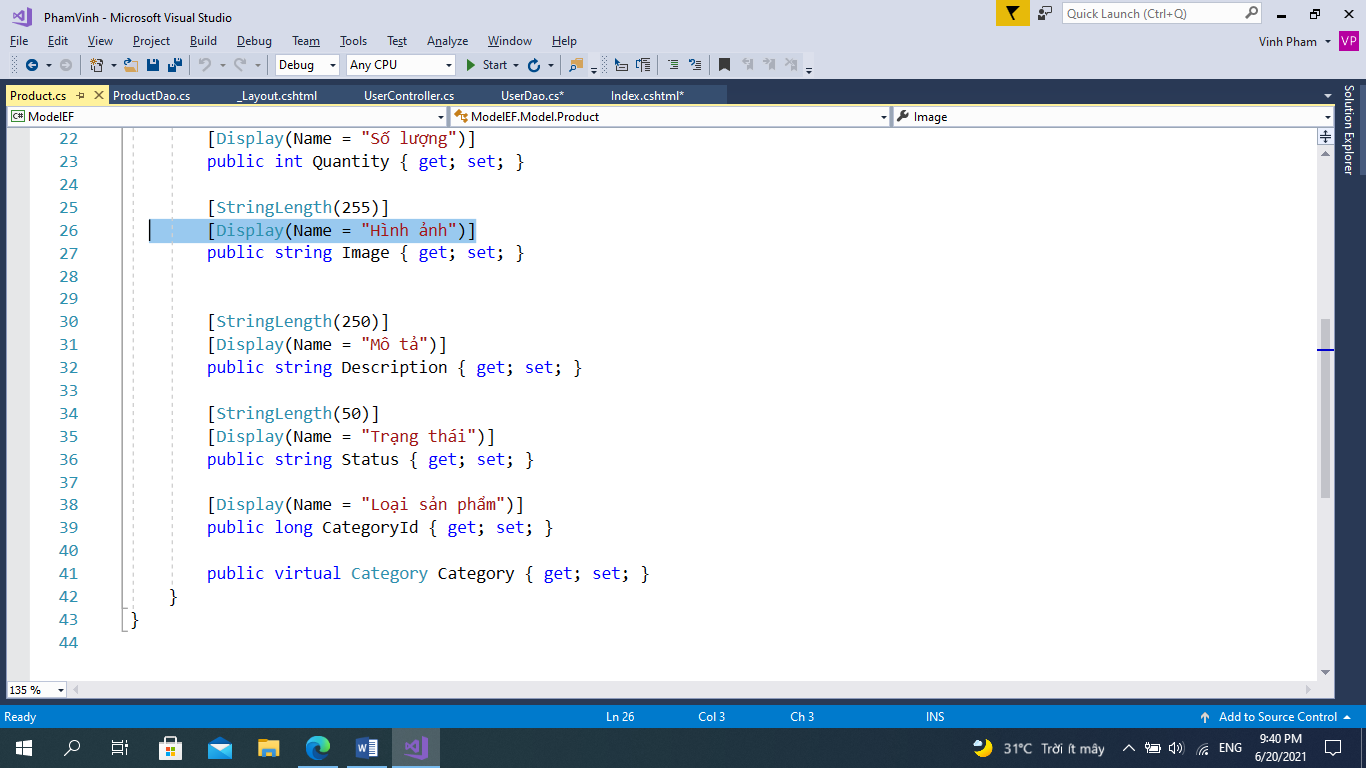 PhamVinh - Microsoft Visual Studio
Quick Launch (Ctrl+Q)
File Edit View Project Build Debug Team Tools Test Analyze Window Help
Vinh Pham VP
Debug Any CPU Start
Product.cs ProductDao.cs _Layout.cshtml UserController.cs UserDao.cs* Index.cshtml*
Solution Explorer
C# ModelEF ModelEF.Model.Product Image
22 [Display(Name = "Số lượng")]
23 public int Quantity { get; set; }
24
25 [StringLength(255)]
26 [Display(Name = "Hình ảnh")]
27 public string Image { get; set; }
28
29
30 [StringLength(250)]
31 [Display(Name = "Mô tả")]
32 public string Description { get; set; }
33
34 [StringLength(50)]
35 [Display(Name = "Trạng thái")]
36 public string Status { get; set; }
37
38 [Display(Name = "Loại sản phẩm")]
39 public long CategoryId { get; set; }
40
41 public virtual Category Category { get; set; }
42 }
43 }
44
135 %
Ready Ln 26 Col 3 Ch 3 INS Add to Source Control
31°C Trời ít mây ENG 9:40 PM
6/20/2021